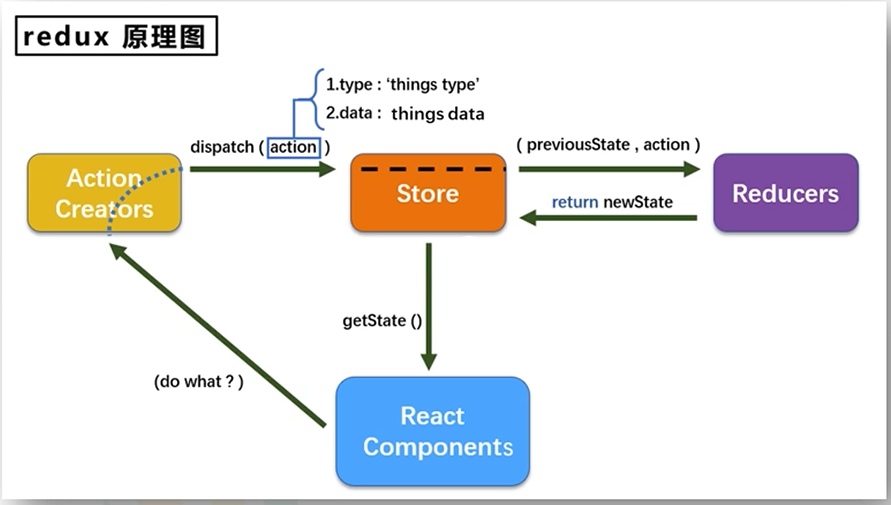 redux 原理图
1.type : ‘things type’
2.data : things data
dispatch ( action )
( previousState , action )
Action
Creators
Store
Reducers
return newState
getState ()
(do what ? )
React
Components